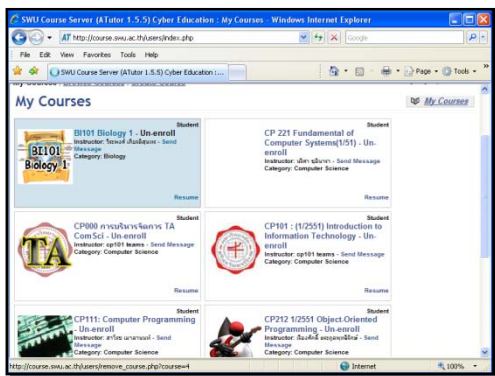 SWU Course Server (ATutor 1.5.5) Cyber Education : My Courses - Windows Internet Explorer
http://course.swu.ac.th/users/index.php
Google
File Edit View Favorites Tools Help
SWU Course Server (ATutor 1.5.5) Cyber Education :...
Page Tools
My Courses
My Courses
Student
BI101 Biology 1 - Un-enroll
Instructor: - Send
Message
Category: Biology
BI101
Biology 1
Resume
Student
CP 221 Fundamental of
Computer Systems(1/51) - Un-
enroll
Instructor: - Send
Message
Category: Computer Science
Resume
Student
CP000 การบริหารจัดการ TA
ComSci - Un-enroll
Instructor: cp101 teams - Send Message
Category: Computer Science
TA
Resume
Student
CP101 : (1/2551) Introduction to
Information Technology - Un-
enroll
Instructor: cp101 teams - Send Message
Category: Computer Science
Resume
Student
CP111: Computer Programming
- Un-enroll
Instructor: - Send
Message
Category: Computer Science
Student
CP212 1/2551 Object-Oriented
Programming - Un-enroll
Instructor: - Send
Message
Category: Computer Science
http://course.swu.ac.th/users/remove_course.php?course=4
Internet
100%